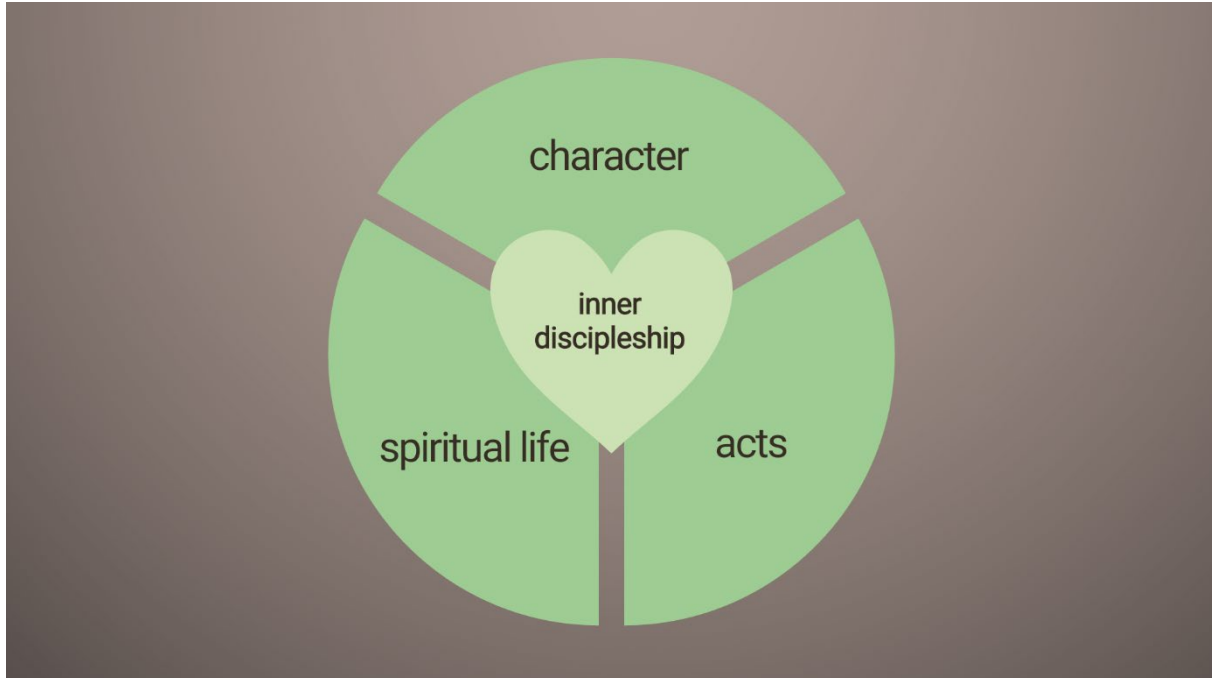 character
inner
discipleship
spiritual life
acts